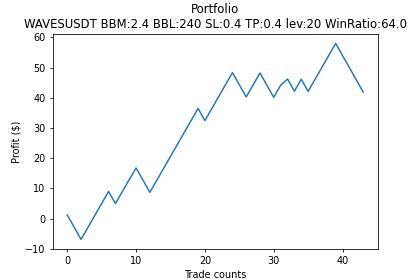 Portfolio
WAVESUSDT BBM:2.4 BBL:240 SL:0.4 TP:0.4 lev:20 WinRatio:64.0
60
50
40
30
20
10
0
−10
Profit ($)
0 10 20 30 40
Trade counts